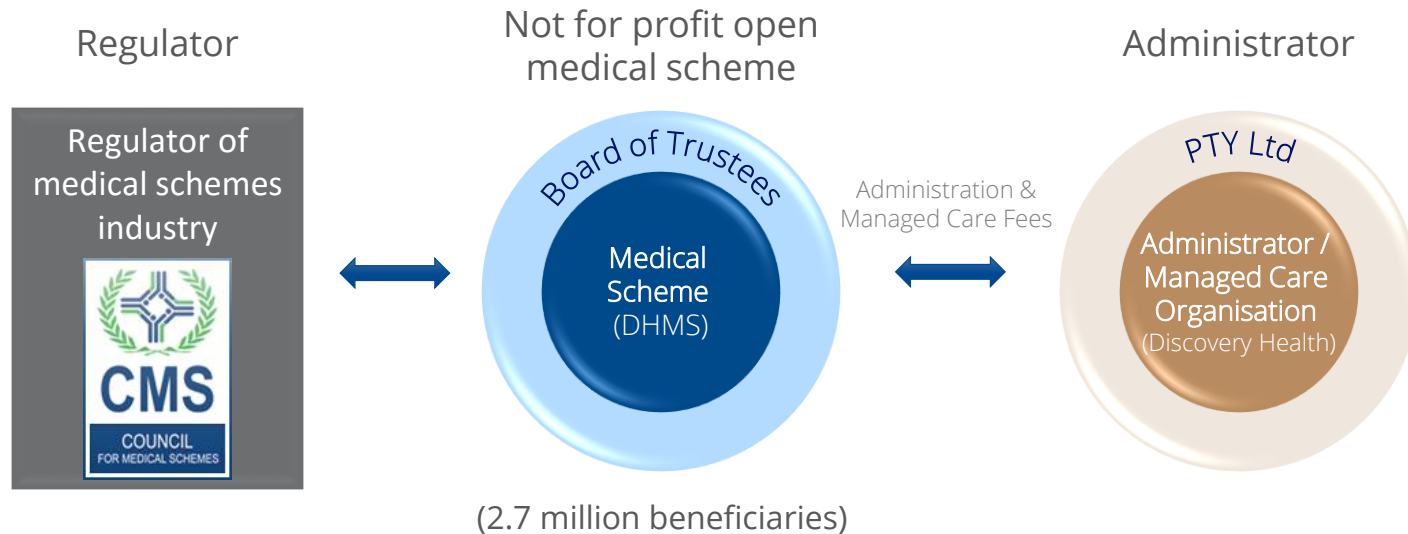 Regulator
Regulator of
medical schemes
industry
CMS
COUNCIL
FOR MEDICAL SCHEMES
Not for profit open
medical scheme
Board of Trustees
Medical
Scheme
(DHMS)
(2.7 million beneficiaries)
Administration &
Managed Care Fees
Administrator
PTY Ltd
Administrator /
Managed Care
Organisation
(Discovery Health)